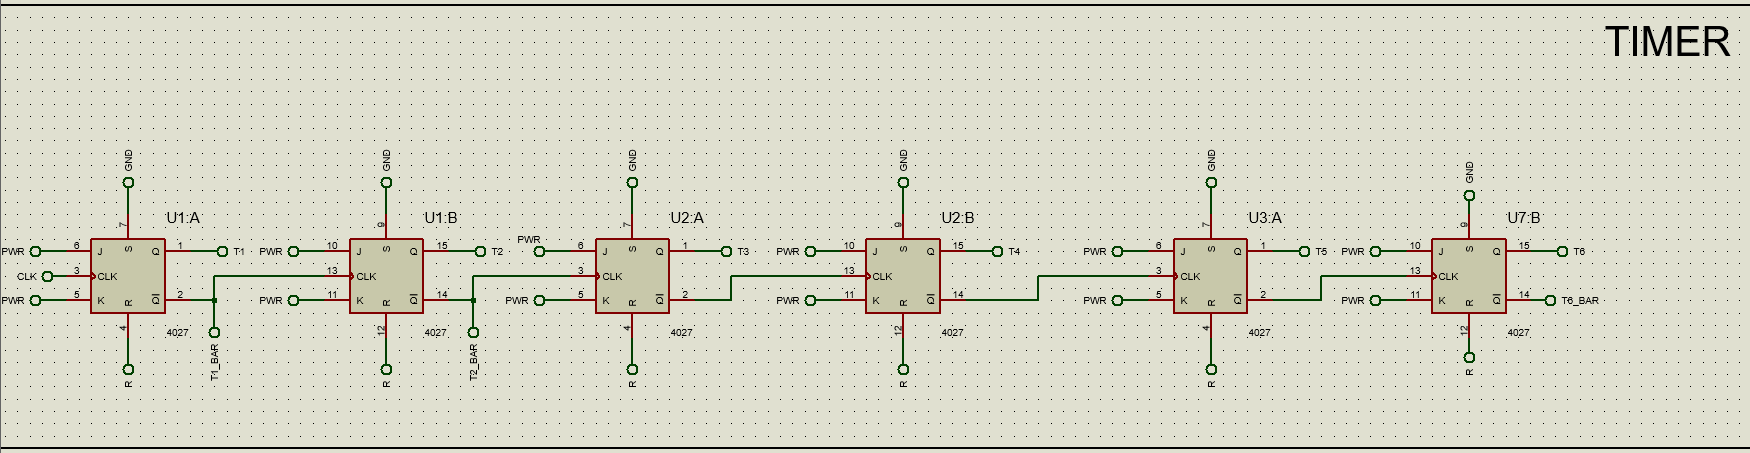 TIMER
GND GND GND GND GND GND
U1:A U1:B U2:A U2:B U3:A U7:B
7 9 7 9 7 9
PWR 6 J S Q 1 T1 PWR 10 J S Q 15 T2 PWR 6 J S Q 1 T3 PWR 10 J S Q 15 T4 PWR 6 J S Q 1 T5 PWR 10 J S Q 15 T6
CLK 3 CLK 13 CLK 3 CLK 13 CLK 3 CLK 13 CLK
PWR 5 K R Q 2 PWR 11 K R Q 14 PWR 5 K R Q 2 PWR 11 K R Q 14 PWR 5 K R Q 2 PWR 11 K R Q 14 T6_BAR
4 12 4 12 4 12
4027 4027 4027 4027 4027 4027
T1_BAR T2_BAR
R R R R R R